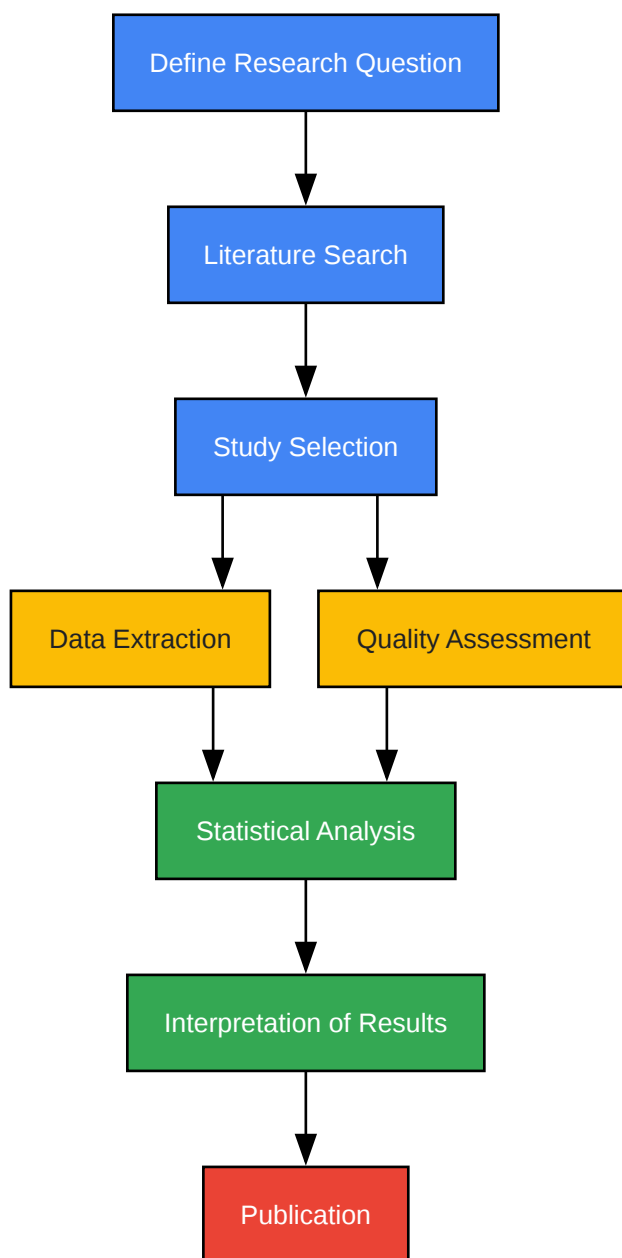 Define Research Question
Literature Search
Study Selection
Data Extraction
Quality Assessment
Statistical Analysis
Interpretation of Results
Publication